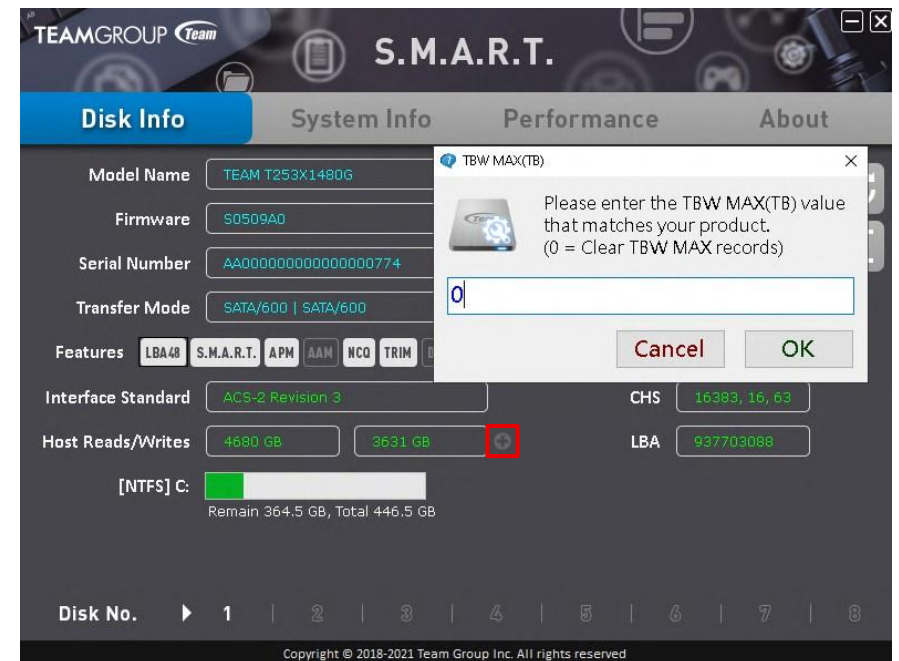 TEAMGROUP Team
S.M.A.R.T.
Disk Info System Info Performance About
Model Name TEAM T253X1480G
Firmware S0509A0
Serial Number AA000000000000000774
Transfer Mode SATA/600 | SATA/600
Features LBA48 S.M.A.R.T. APM AAM NCQ TRIM
Interface Standard ACS-2 Revision 3 CHS 16383, 16, 63
Host Reads/Writes 4680 GB 3631 GB LBA 937703088
[NTFS] C:
Remain 364.5 GB, Total 446.5 GB
TBW MAX(TB)
Please enter the TBW MAX(TB) value
that matches your product.
(0 = Clear TBW MAX records)
0
Cancel OK
Disk No. 1 | 2 | 3 | 4 | 5 | 6 | 7 | 8
Copyright © 2018-2021 Team Group Inc. All rights reserved